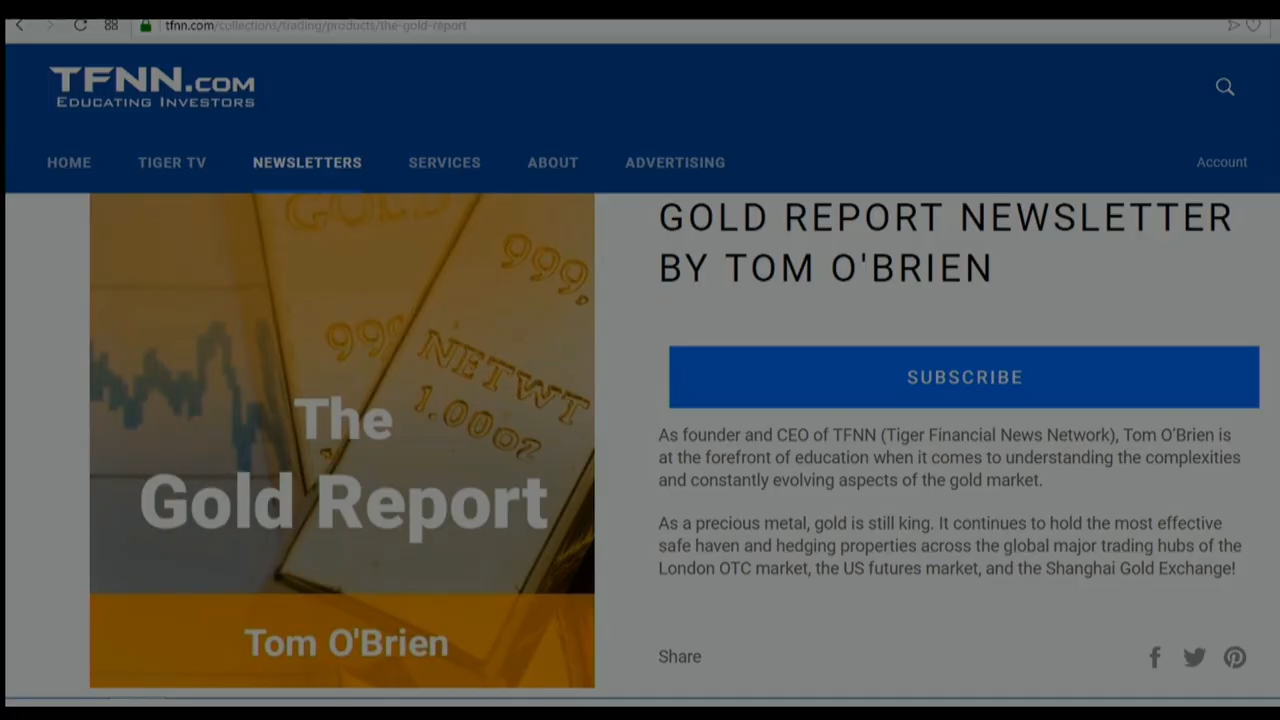 tfnn.com/collections/trading/products/the-gold-report
TFNN.COM
EDUCATING INVESTORS
HOME TIGER TV NEWSLETTERS SERVICES ABOUT ADVERTISING Account
GOLD
999.
999
NET WT
1.00oz
The
Gold Report
Tom O'Brien
GOLD REPORT NEWSLETTER
BY TOM O'BRIEN
SUBSCRIBE
As founder and CEO of TFNN (Tiger Financial News Network), Tom O'Brien is
at the forefront of education when it comes to understanding the complexities
and constantly evolving aspects of the gold market.
As a precious metal, gold is still king. It continues to hold the most effective
safe haven and hedging properties across the global major trading hubs of the
London OTC market, the US futures market, and the Shanghai Gold Exchange!
Share